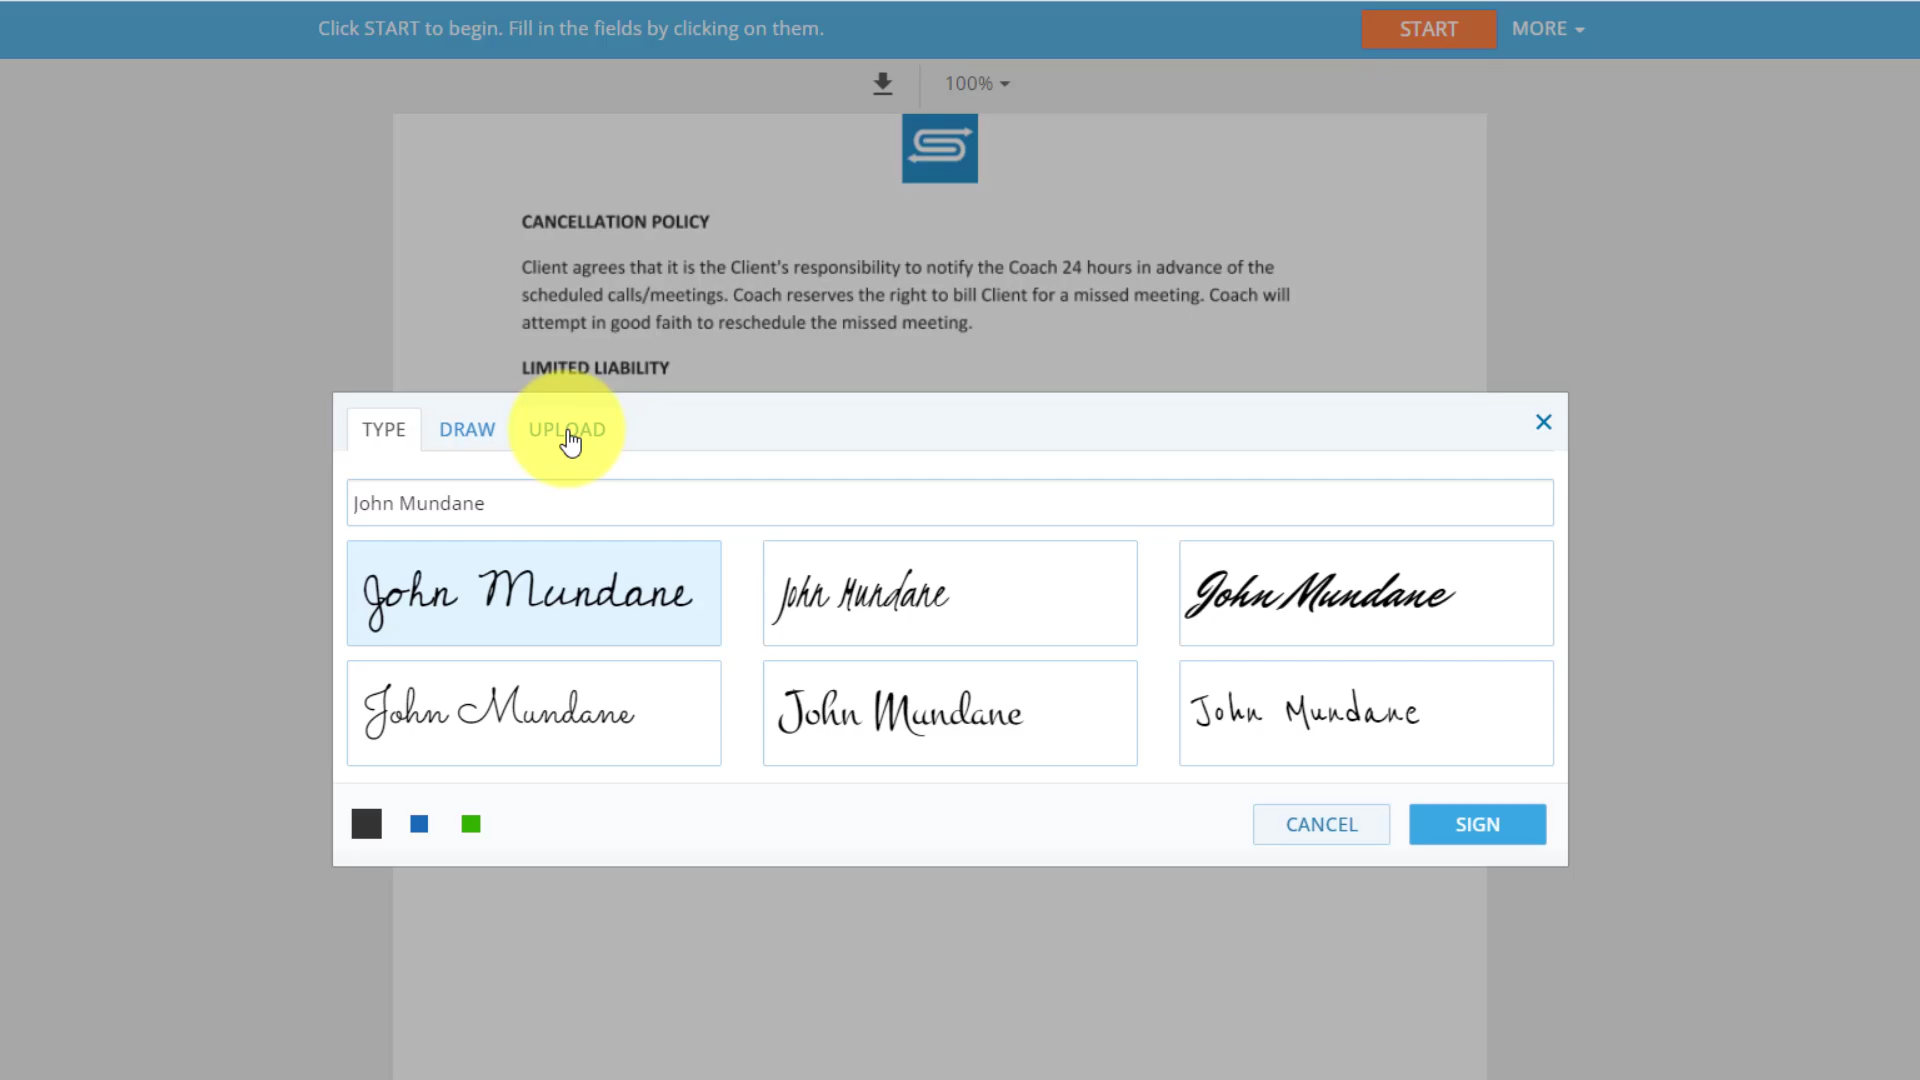 Click START to begin. Fill in the fields by clicking on them.
START
MORE
100%
CANCELLATION POLICY
Client agrees that it is the Client's responsibility to notify the Coach 24 hours in advance of the
scheduled calls/meetings. Coach reserves the right to bill Client for a missed meeting. Coach will
attempt in good faith to reschedule the missed meeting.
LIMITED LIABILITY
TYPE
DRAW
UPLOAD
John Mundane
John Mundane
John Mundane
John Mundane
John Mundane
John Mundane
John Mundane
CANCEL
SIGN